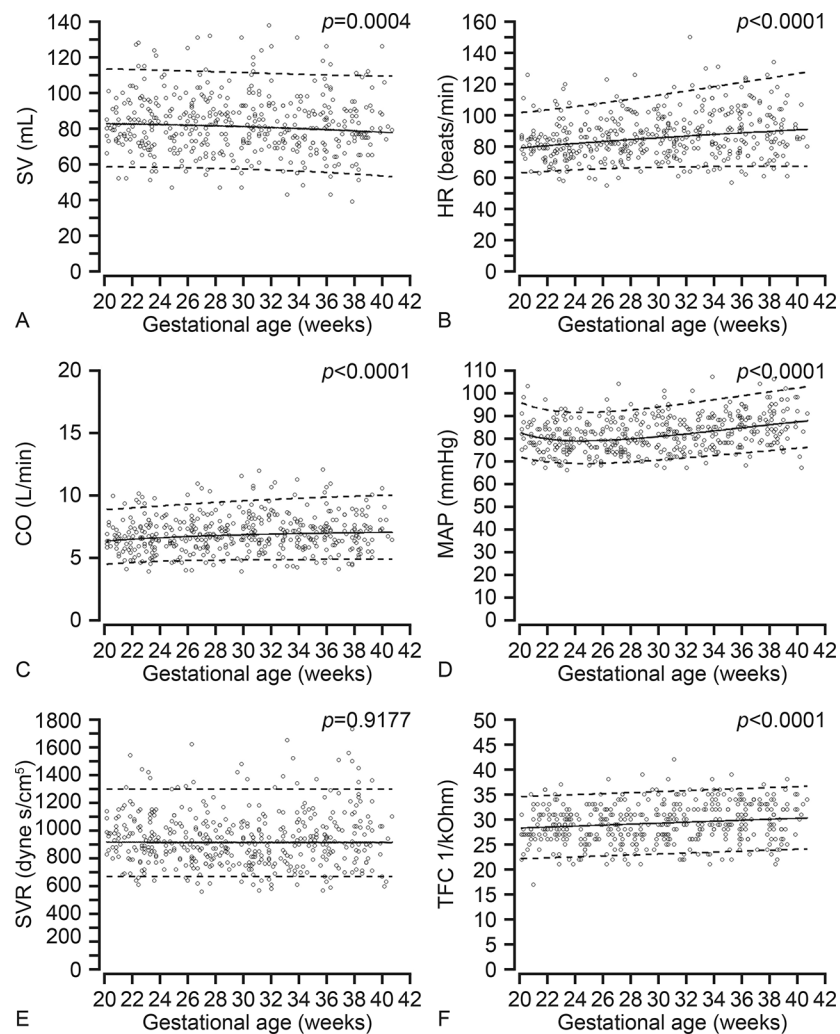 p=0.0004
SV (mL)
140
120
100
80
60
40
20
0
20 22 24 26 28 30 32 34 36 38 40 42
A
Gestational age (weeks)
p<0.0001
HR (beats/min)
160
140
120
100
80
60
40
20
0
20 22 24 26 28 30 32 34 36 38 40 42
B
Gestational age (weeks)
p<0.0001
CO (L/min)
20
15
10
5
0
20 22 24 26 28 30 32 34 36 38 40 42
C
Gestational age (weeks)
p<0.0001
MAP (mmHg)
110
100
90
80
70
60
50
40
30
20
10
0
20 22 24 26 28 30 32 34 36 38 40 42
D
Gestational age (weeks)
p=0.9177
SVR (dyne s/cm⁵)
1800
1600
1400
1200
1000
800
600
400
200
0
20 22 24 26 28 30 32 34 36 38 40 42
E
Gestational age (weeks)
p<0.0001
TFC 1/kOhm)
50
45
40
35
30
25
20
15
10
5
0
20 22 24 26 28 30 32 34 36 38 40 42
F
Gestational age (weeks)